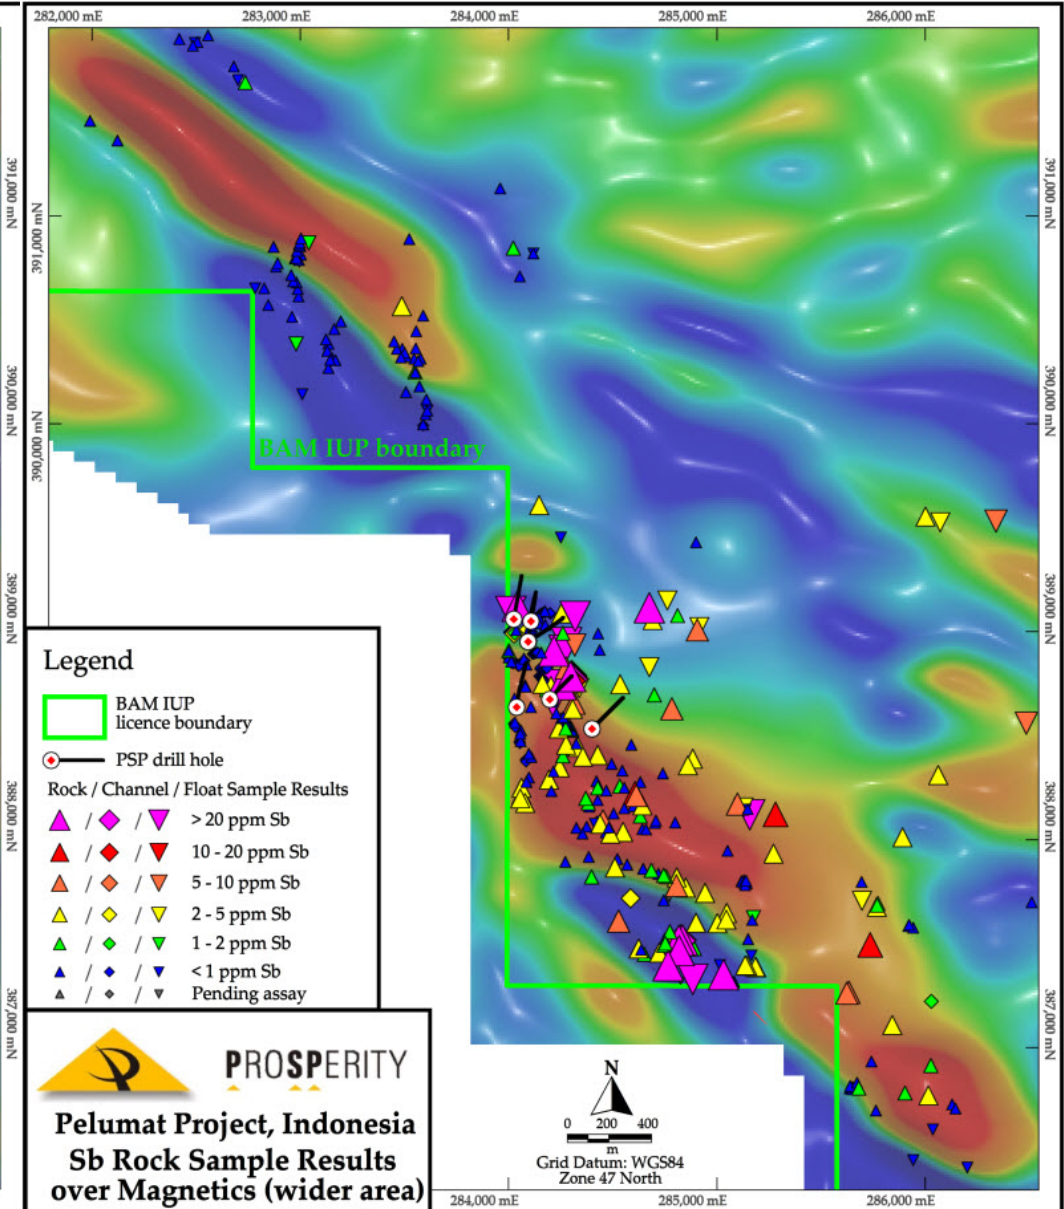 282,000 mE
283,000 mE
284,000 mE
285,000 mE
286,000 mE
391,000 mN
391,000 mN
391,000 mN
390,000 mN
390,000 mN
390,000 mN
BAM IUP boundary
389,000 mN
389,000 mN
388,000 mN
388,000 mN
387,000 mN
387,000 mN
Legend
BAM IUP
licence boundary
PSP drill hole
Rock / Channel / Float Sample Results
/ / > 20 ppm Sb
/ / 10 - 20 ppm Sb
/ / 5 - 10 ppm Sb
/ / 2 - 5 ppm Sb
/ / 1 - 2 ppm Sb
/ / < 1 ppm Sb
/ / Pending assay
PROSPERITY
Pelumat Project, Indonesia
Sb Rock Sample Results
over Magnetics (wider area)
N
0 200 400
m
Grid Datum: WGS84
Zone 47 North
284,000 mE
285,000 mE
286,000 mE